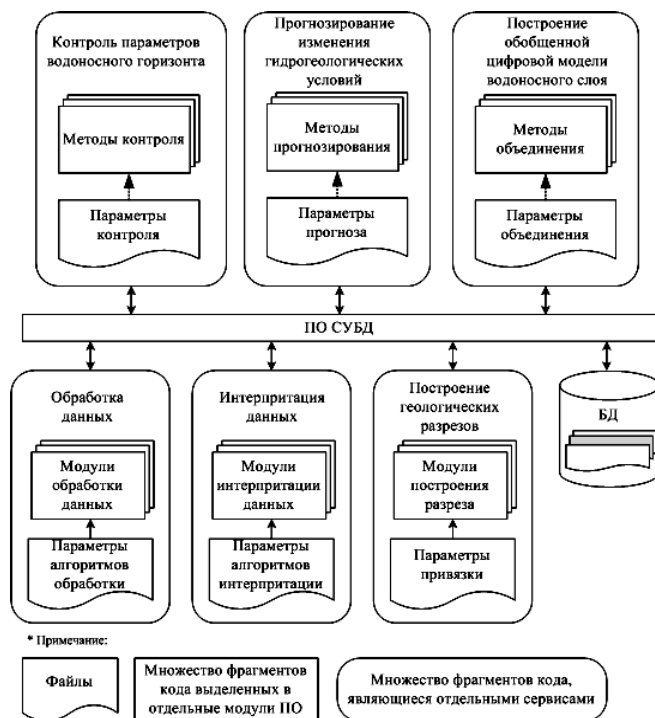 Контроль параметров
водоносного горизонта
Методы контроля
Параметры
контроля
Прогнозирование
изменения
гидрогеологических
условий
Методы
прогнозирования
Параметры
прогноза
Построение
обобщенной
цифровой модели
водоносного слоя
Методы
объединения
Параметры
объединения
ПО СУБД
Обработка
данных
Модули
обработки
данных
Параметры
алгоритмов
обработки
Интерпритация
данных
Модули
интерпритации
данных
Параметры
алгоритмов
интерпритации
Построение
геологических
разрезов
Модули
построения
разреза
Параметры
привязки
БД
* Примечание:
Файлы
Множество фрагментов
кода выделенных в
отдельные модули ПО
Множество фрагментов кода,
являющиеся отдельными сервисами